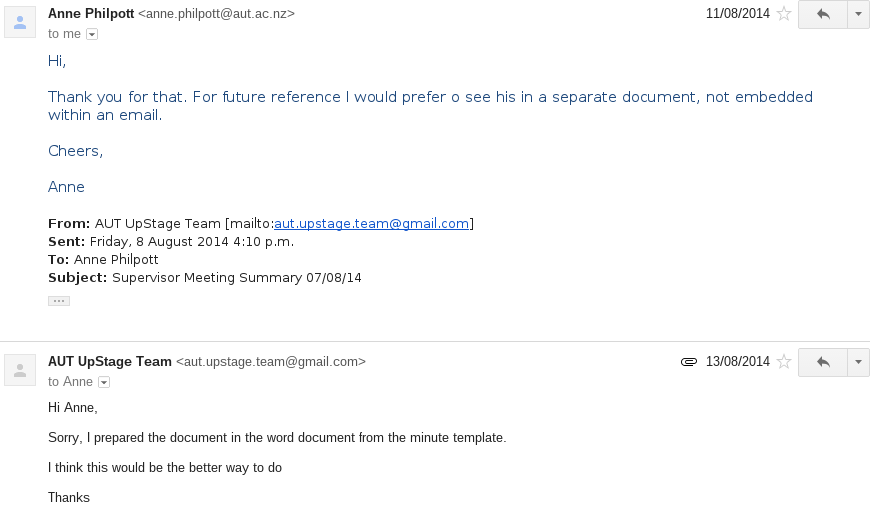 Anne Philpott <anne.philpott@aut.ac.nz> 11/08/2014
to me
Hi,
Thank you for that. For future reference I would prefer o see his in a separate document, not embedded
within an email.
Cheers,
Anne
From: AUT UpStage Team [mailto:aut.upstage.team@gmail.com]
Sent: Friday, 8 August 2014 4:10 p.m.
To: Anne Philpott
Subject: Supervisor Meeting Summary 07/08/14
AUT UpStage Team <aut.upstage.team@gmail.com> 13/08/2014
to Anne
Hi Anne,
Sorry, I prepared the document in the word document from the minute template.
I think this would be the better way to do
Thanks